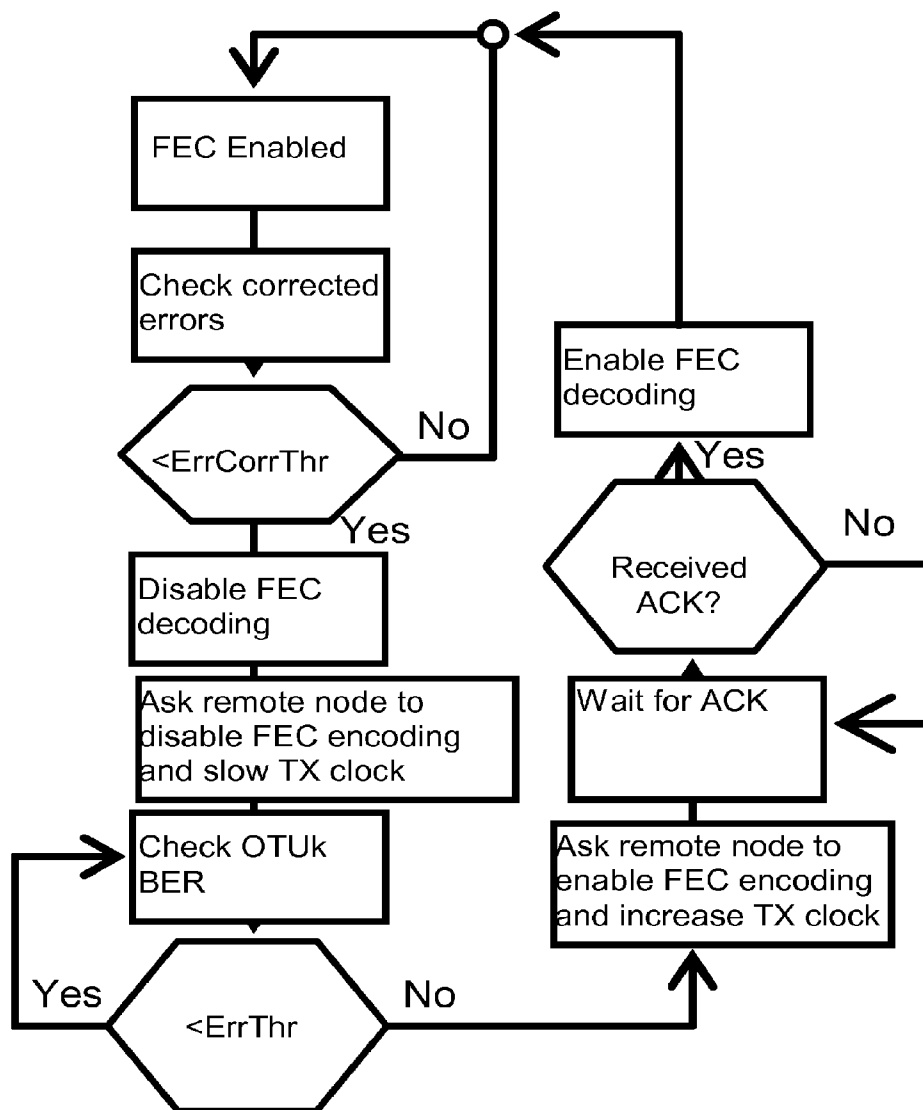 FEC Enabled
Check corrected
errors
<ErrCorrThr
No
Yes
Disable FEC
decoding
Ask remote node to
disable FEC encoding
and slow TX clock
Check OTUk
BER
Yes
<ErrThr
No
Ask remote node to
enable FEC encoding
and increase TX clock
Wait for ACK
Received
ACK?
No
Yes
Enable FEC
decoding